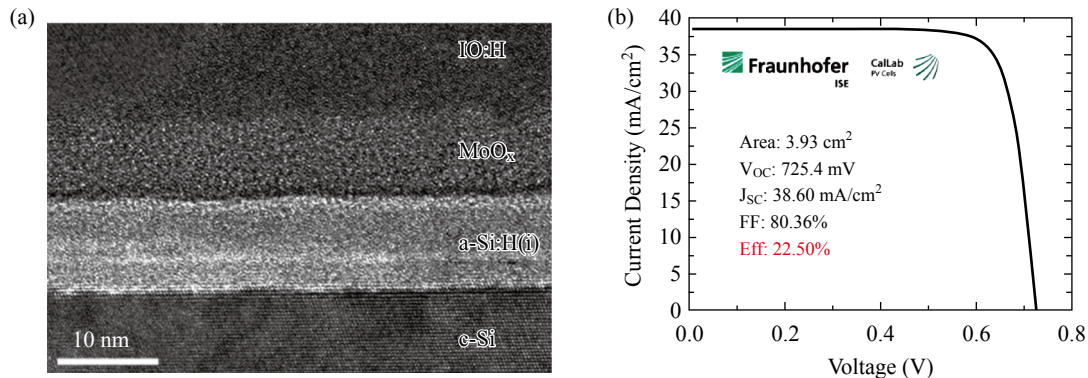 (a)
IO:H
MoOₓ
a-Si:H(i)
c-Si
10 nm
(b)
Current Density (mA/cm²)
40
35
30
25
20
15
10
5
0
Fraunhofer
ISE
CalLab
PV Cells
Area: 3.93 cm²
V_OC: 725.4 mV
J_SC: 38.60 mA/cm²
FF: 80.36%
Eff: 22.50%
0.0 0.2 0.4 0.6 0.8
Voltage (V)